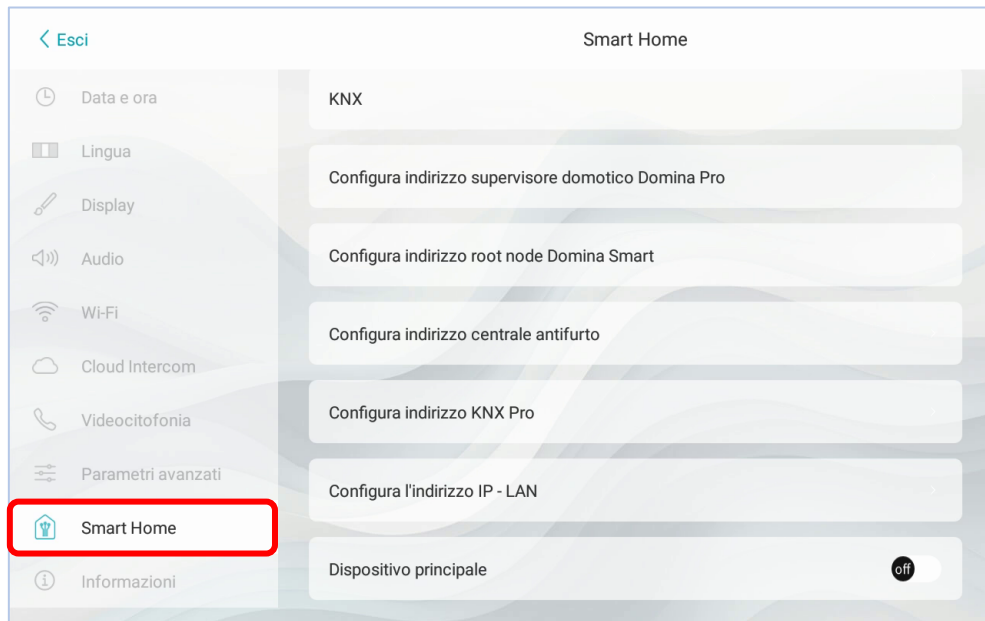 Esci
Smart Home
Data e ora
Lingua
Display
Audio
Wi-Fi
Cloud Intercom
Videocitofonia
Parametri avanzati
Smart Home
Informazioni
KNX
Configura indirizzo supervisore domotico Domina Pro
Configura indirizzo root node Domina Smart
Configura indirizzo centrale antifurto
Configura indirizzo KNX Pro
Configura l'indirizzo IP - LAN
Dispositivo principale
off